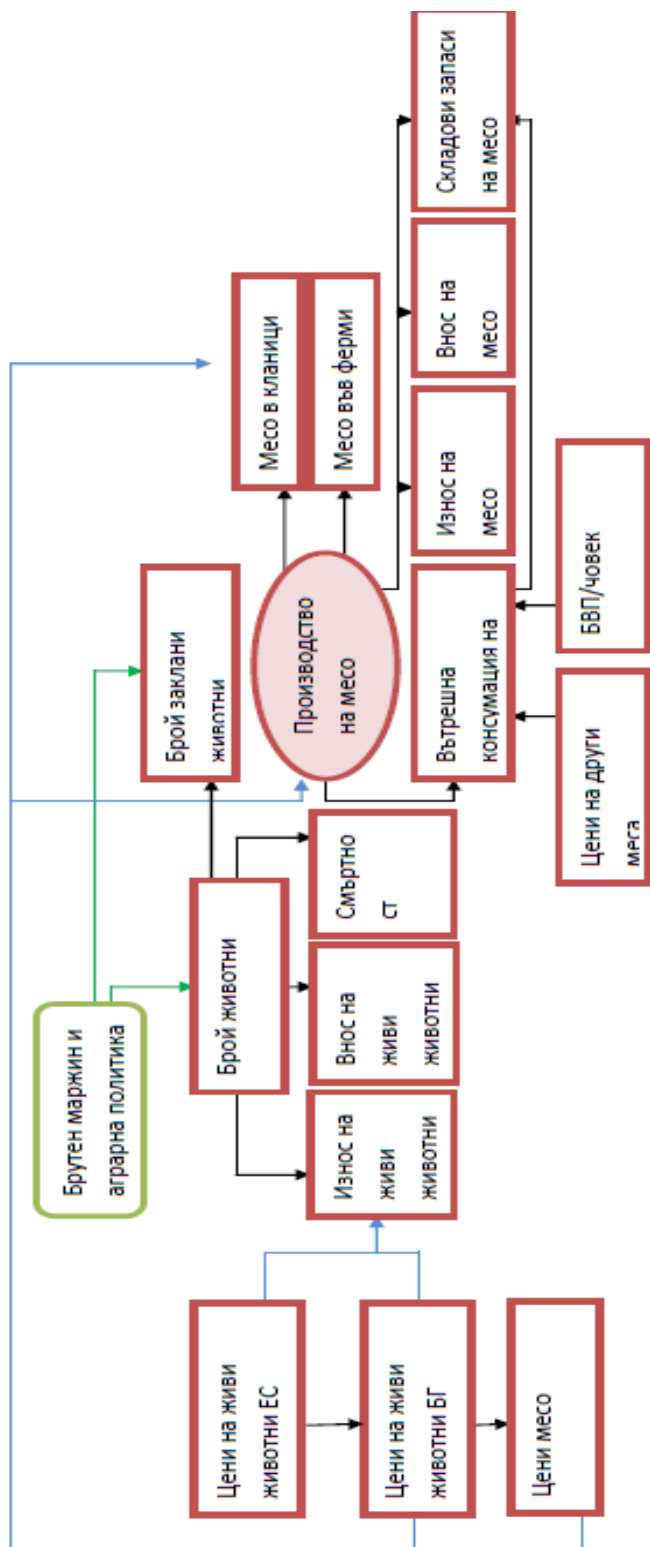 Брутен маржин и
аграрна политика
Цени на живи
животни ЕС
Цени на живи
животни БГ
Цени месо
Брой животни
Износ на
живи
животни
Внос на
живи
животни
Смъртно
ст
Брой заклани
животни
Производство
на месо
Месо в кланици
Месо във ферми
Вътрешна
консумация на
Износ на
месо
Внос на
месо
Складови запаси
на месо
Цени на други
меса
БВП/човек